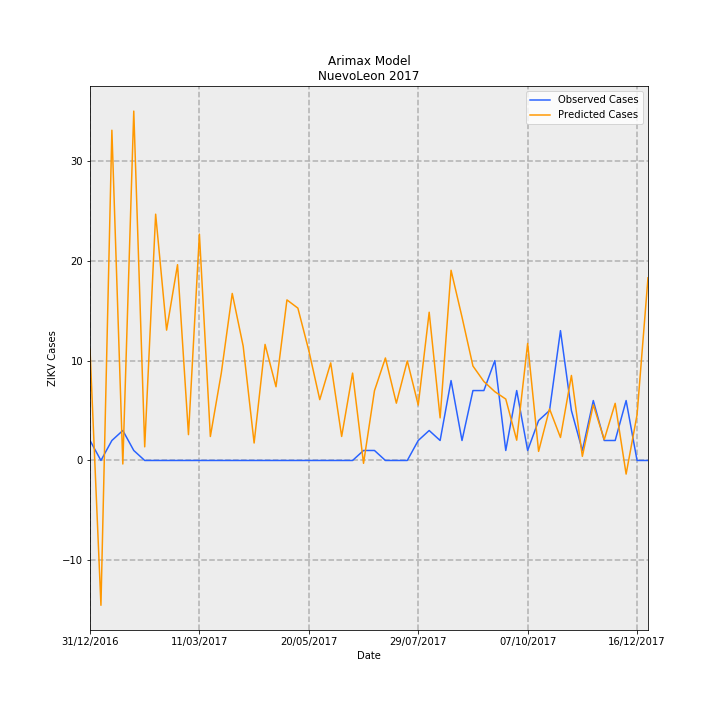 Arimax Model
NuevoLeon 2017
Observed Cases
Predicted Cases
ZIKV Cases
30
20
10
0
−10
31/12/2016
11/03/2017
20/05/2017
29/07/2017
07/10/2017
16/12/2017
Date